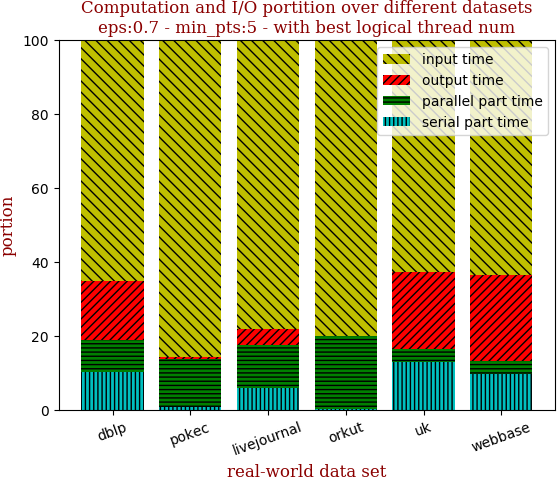 Computation and I/O portition over different datasets
eps:0.7 - min_pts:5 - with best logical thread num
100
80
60
40
20
0
portion
input time
output time
parallel part time
serial part time
dblp
pokec
livejournal
orkut
uk
webbase
real-world data set